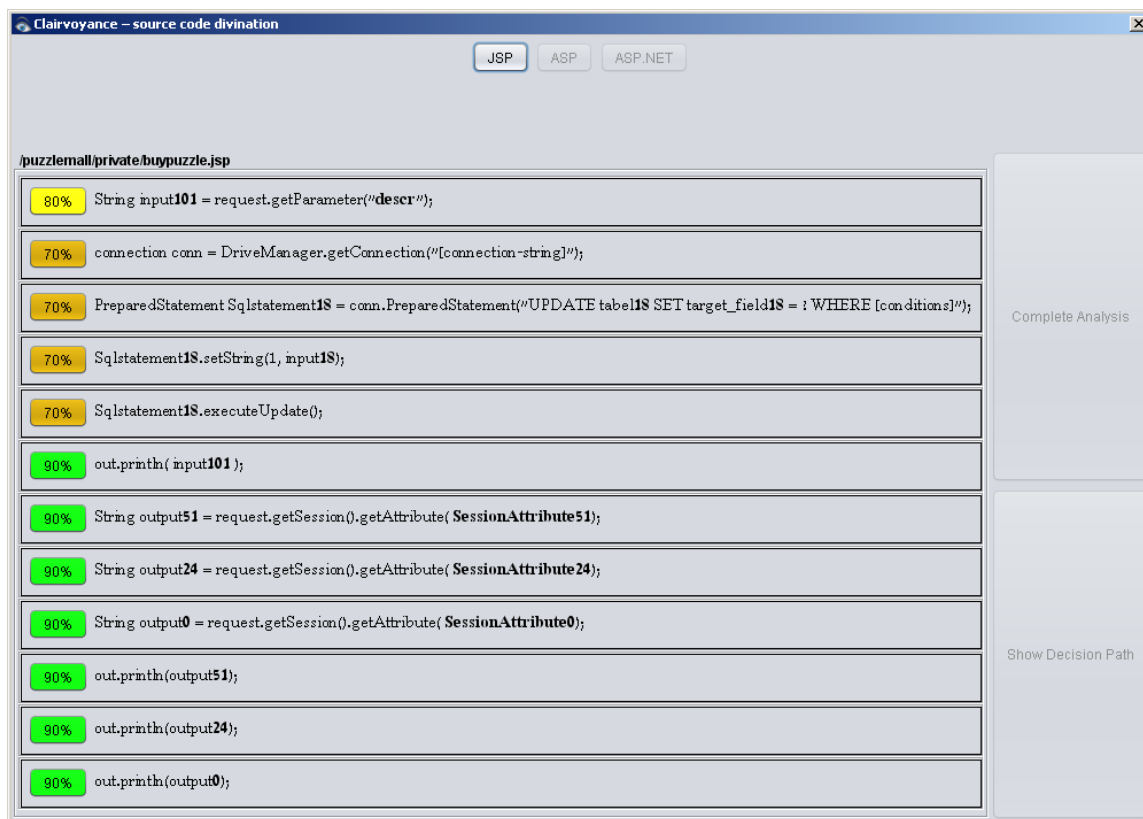 Clairvoyance – source code divination
JSP ASP ASP.NET
/puzzlemall/private/buypuzzle.jsp
80% String input101 = request.getParameter("descr");
70% connection conn = DriveManager.getConnection("[connection-string]");
70% PreparedStatement Sqlstatement18 = conn.PreparedStatement("UPDATE tabel18 SET target_field18 = ? WHERE [conditions]");
Complete Analysis
70% Sqlstatement18.setString(1, input18);
70% Sqlstatement18.executeUpdate();
90% out.println( input101 );
90% String output51 = request.getSession().getAttribute( SessionAttribute51);
90% String output24 = request.getSession().getAttribute( SessionAttribute24);
90% String output0 = request.getSession().getAttribute( SessionAttribute0);
Show Decision Path
90% out.println(output51);
90% out.println(output24);
90% out.println(output0);